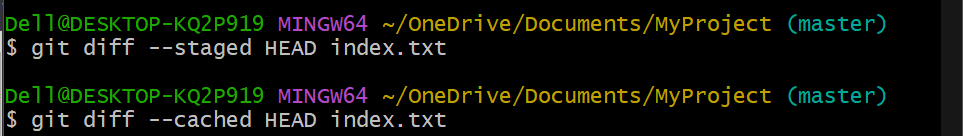 Dell@DESKTOP-KQ2P919 MINGW64 ~/OneDrive/Documents/MyProject (master)
$ git diff --staged HEAD index.txt
Dell@DESKTOP-KQ2P919 MINGW64 ~/OneDrive/Documents/MyProject (master)
$ git diff --cached HEAD index.txt